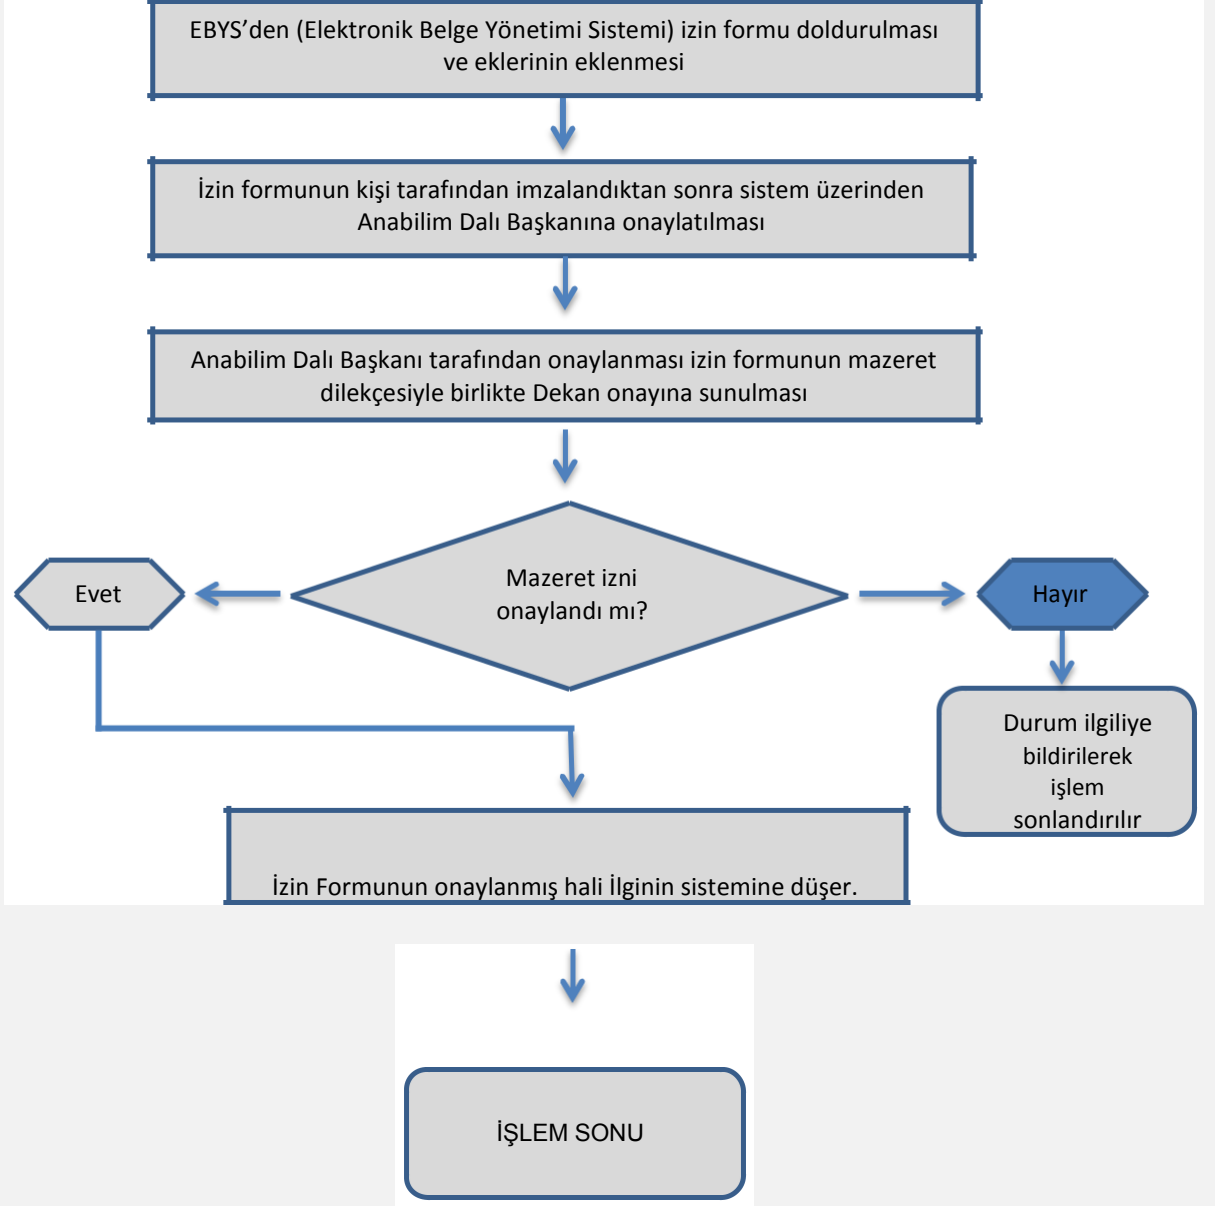 EBYS’den (Elektronik Belge Yönetimi Sistemi) izin formu doldurulması
ve eklerinin eklenmesi
İzin formunun kişi tarafından imzalandıktan sonra sistem üzerinden
Anabilim Dalı Başkanına onaylatılması
Anabilim Dalı Başkanı tarafından onaylanması izin formunun mazeret
dilekçesiyle birlikte Dekan onayına sunulması
Mazeret izni
onaylandı mı?
Evet
Hayır
Durum ilgiliye
bildirilerek
işlem
sonlandırılır
İzin Formunun onaylanmış hali İlginin sistemine düşer.
İŞLEM SONU